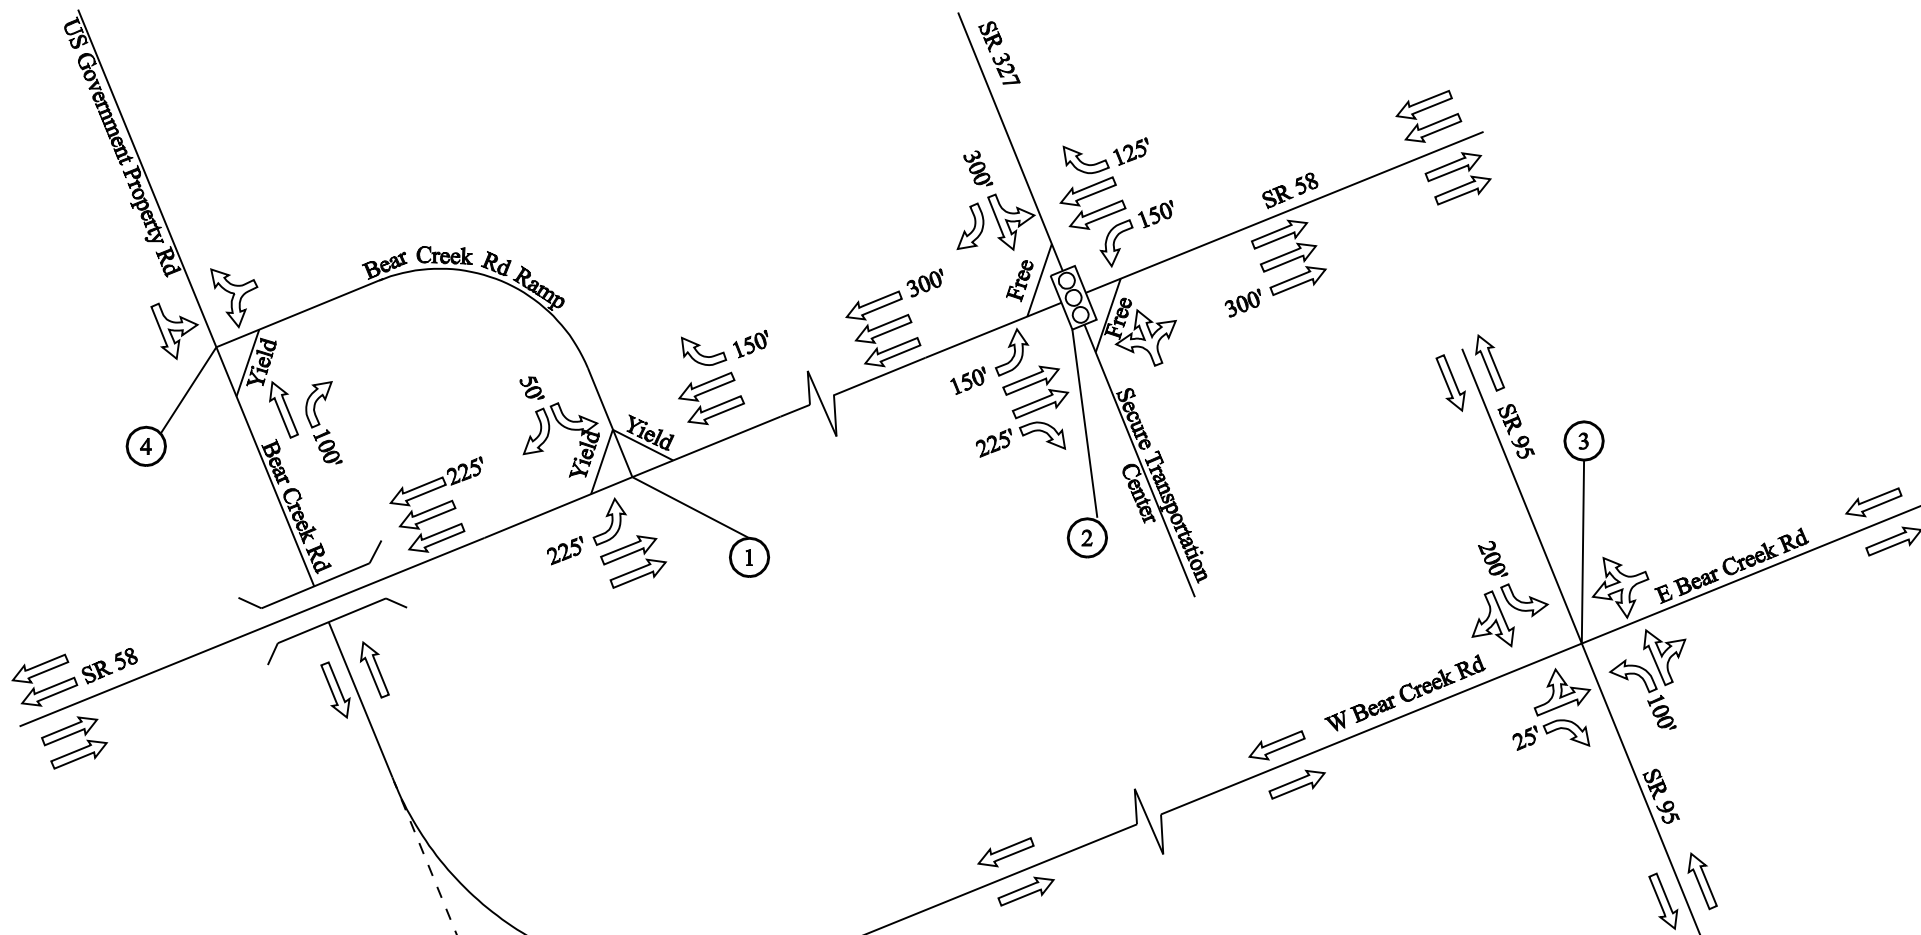 US Government Property Rd
SR 327
125'
300'
150'
SR 58
Free
300'
Free
300'
Bear Creek Rd Ramp
Yield
4
100'
Bear Creek Rd
50'
150'
Yield
Yield
225'
225'
1
150'
225'
Secure Transportation
Center
2
SR 95
3
200'
E Bear Creek Rd
W Bear Creek Rd
25'
100'
SR 95
SR 58